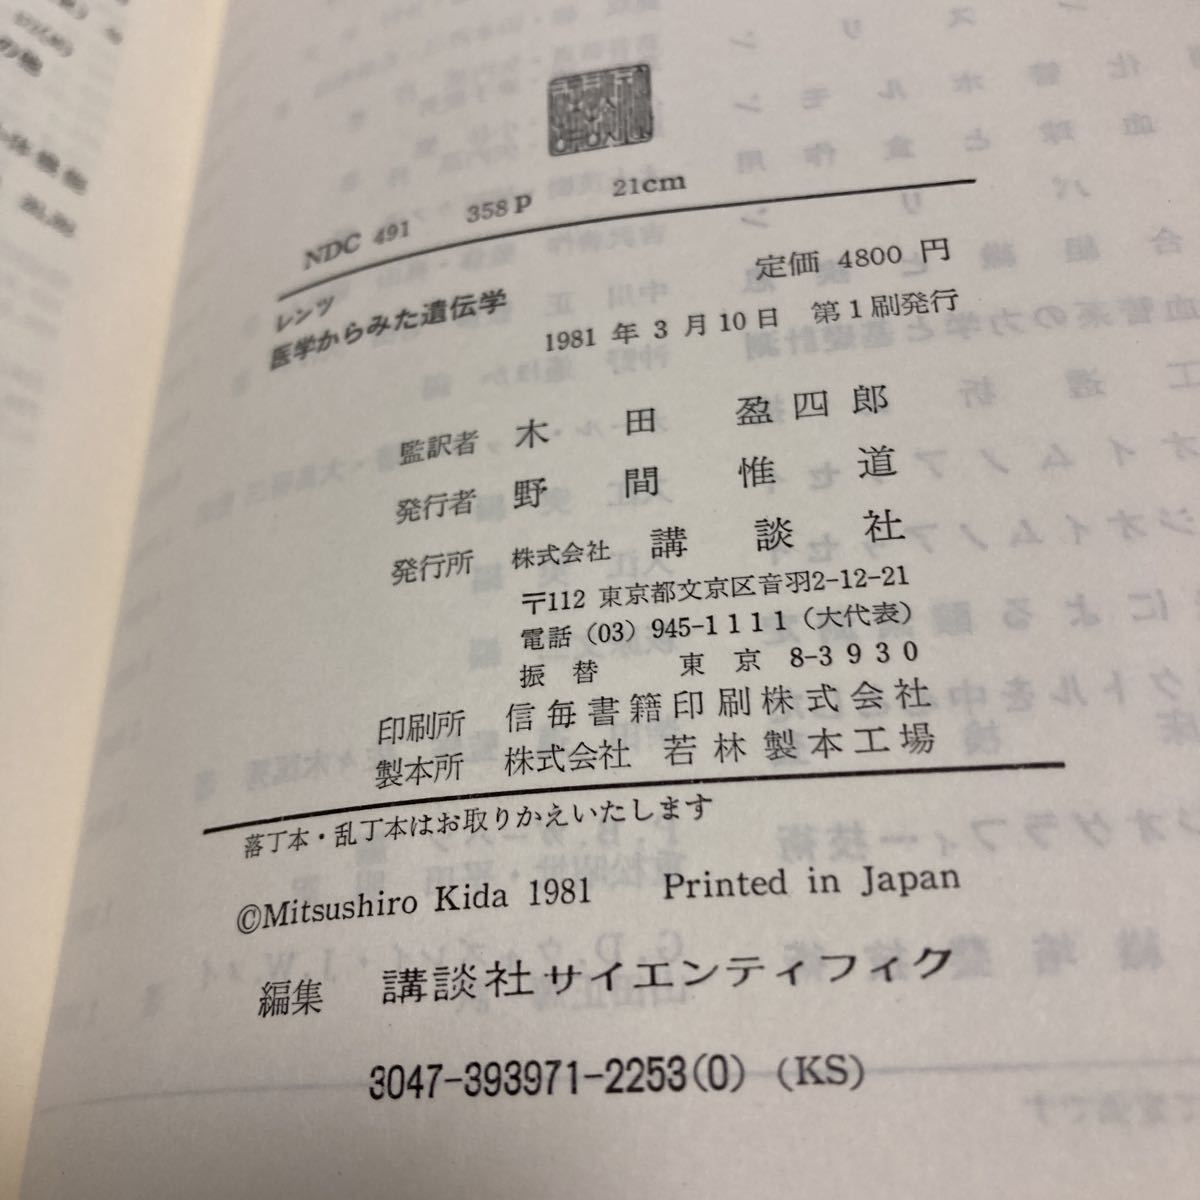 NDC 491 358p 21cm
レンツ
医学からみた遺伝学
定価 4800 円
1981 年 3 月 10 日 第 1 刷発行
監訳者 木田盈四郎
発行者 野間惟道
発行所 株式会社 講談社
〒112 東京都文京区音羽2-12-21
電話 (03) 945-1111 (大代表)
振替 東京 8-3930
印刷所 信毎書籍印刷株式会社
製本所 株式会社 若林製本工場
落丁本・乱丁本はお取りかえいたします
©Mitsushiro Kida 1981 Printed in Japan
編集 講談社サイエンティフィク
3047-393971-2253(0) (KS)